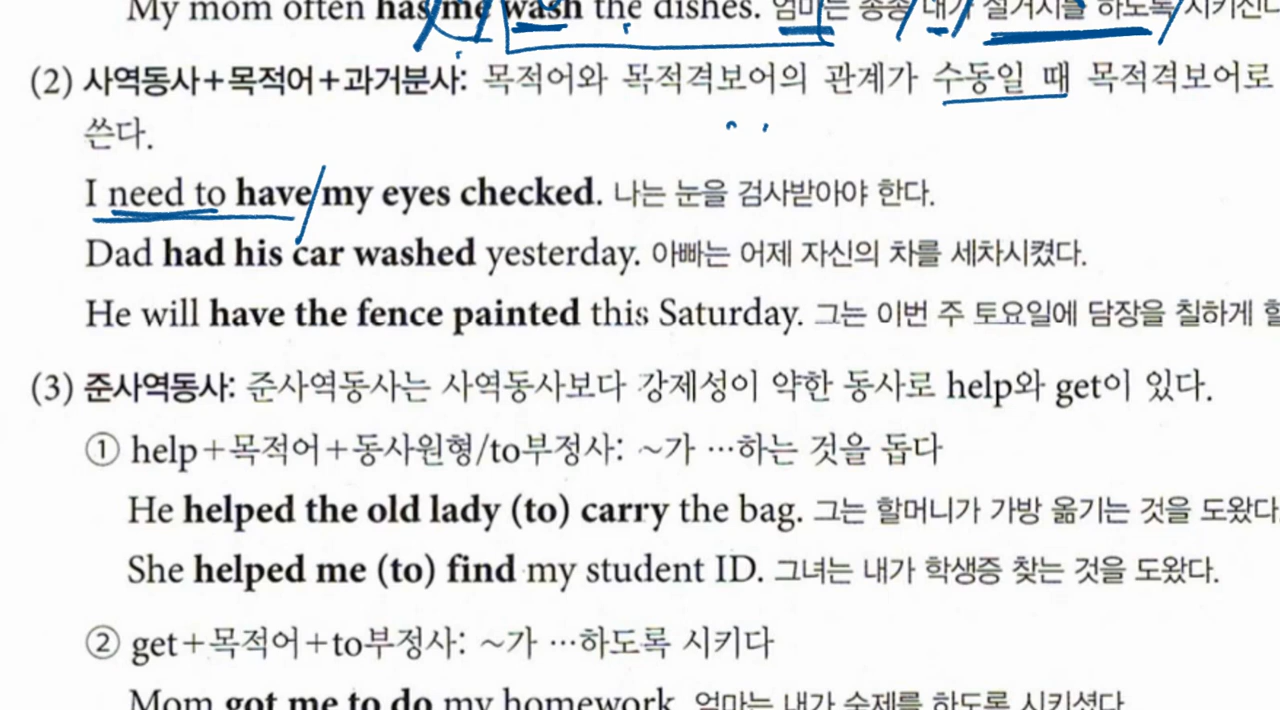 My mom often has me wash the dishes. 엄마는 종종 내가 설거지를 하도록 시키신다
(2) 사역동사+목적어+과거분사: 목적어와 목적격보어의 관계가 수동일 때 목적격보어로
쓴다.
I need to have my eyes checked. 나는 눈을 검사받아야 한다.
Dad had his car washed yesterday. 아빠는 어제 자신의 차를 세차시켰다.
He will have the fence painted this Saturday. 그는 이번 주 토요일에 담장을 칠하게
(3) 준사역동사: 준사역동사는 사역동사보다 강제성이 약한 동사로 help와 get이 있다.
① help+목적어+동사원형/to부정사: ~가 …하는 것을 돕다
He helped the old lady (to) carry the bag. 그는 할머니가 가방 옮기는 것을 도왔다
She helped me (to) find my student ID. 그녀는 내가 학생증 찾는 것을 도왔다.
② get+목적어+to부정사: ~가 …하도록 시키다
Mom got me to do my homework. 엄마는 내가 숙제를 하도록 시키셨다.